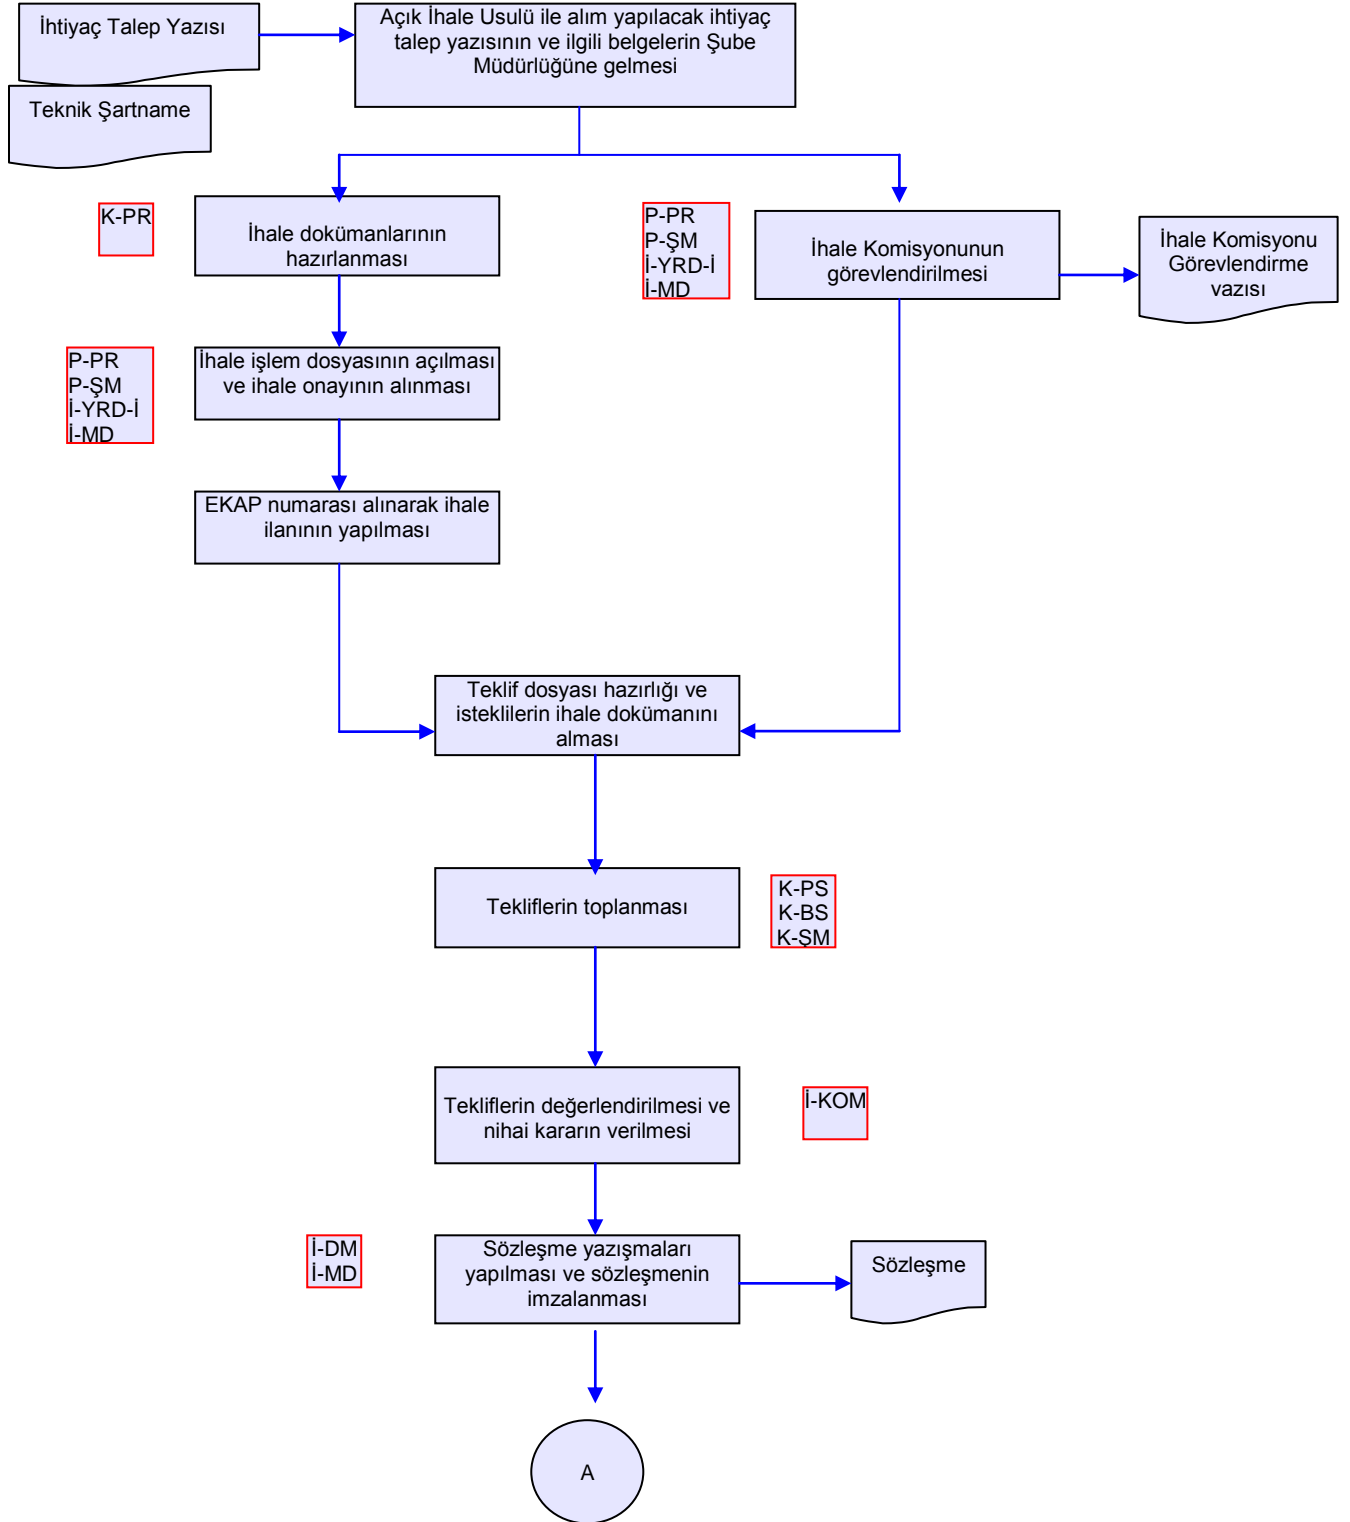 İhtiyaç Talep Yazısı
Açık İhale Usulü ile alım yapılacak ihtiyaç
talep yazısının ve ilgili belgelerin Şube
Müdürlüğüne gelmesi
Teknik Şartname
K-PR
İhale dokümanlarının
hazırlanması
P-PR
P-ŞM
İ-YRD-İ
İ-MD
İhale Komisyonunun
görevlendirilmesi
İhale Komisyonu
Görevlendirme
vazısı
P-PR
P-ŞM
İ-YRD-İ
İ-MD
İhale işlem dosyasının açılması
ve ihale onayının alınması
EKAP numarası alınarak ihale
ilanının yapılması
Teklif dosyası hazırlığı ve
isteklilerin ihale dokümanını
alması
Tekliflerin toplanması
K-PS
K-BS
K-ŞM
Tekliflerin değerlendirilmesi ve
nihai kararın verilmesi
İ-KOM
İ-DM
İ-MD
Sözleşme yazışmaları
yapılması ve sözleşmenin
imzalanması
Sözleşme
A